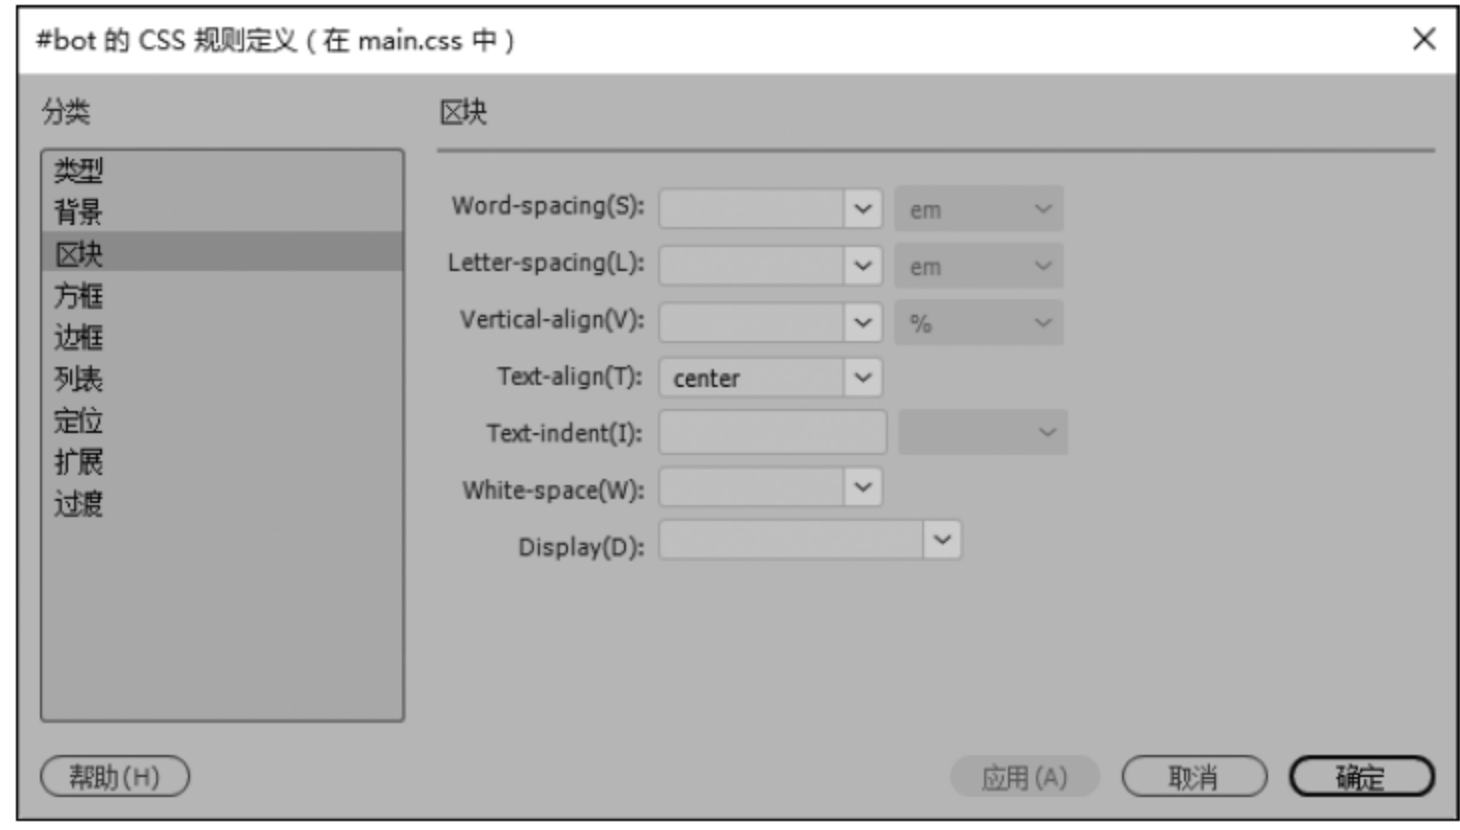 #bot 的 CSS 规则定义 ( 在 main.css 中 )
分类
类型
背景
区块
方框
边框
列表
定位
扩展
过渡
区块
Word-spacing(S): em
Letter-spacing(L): em
Vertical-align(V): %
Text-align(T): center
Text-indent(I):
White-space(W):
Display(D):
帮助(H) 应用(A) 取消 确定